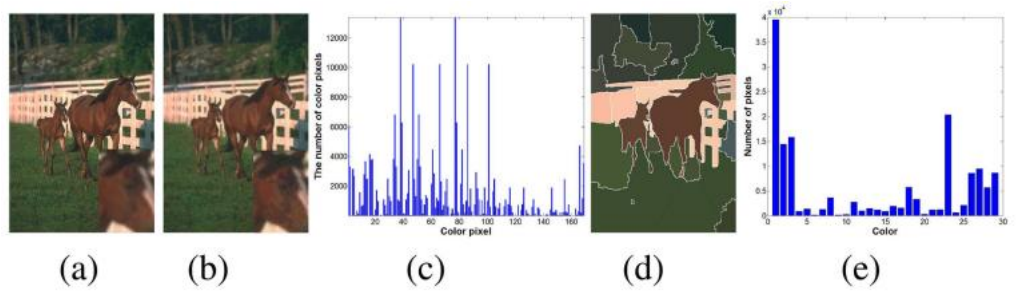 12000
10000
8000
6000
4000
2000
20 40 60 80 100 120 140 160
The number of color pixels
Color pixel
x 10⁴
4
3.5
3
2.5
2
1.5
1
0.5
0
0 5 10 15 20 25 30
Number of pixels
Color
(a) (b) (c) (d) (e)